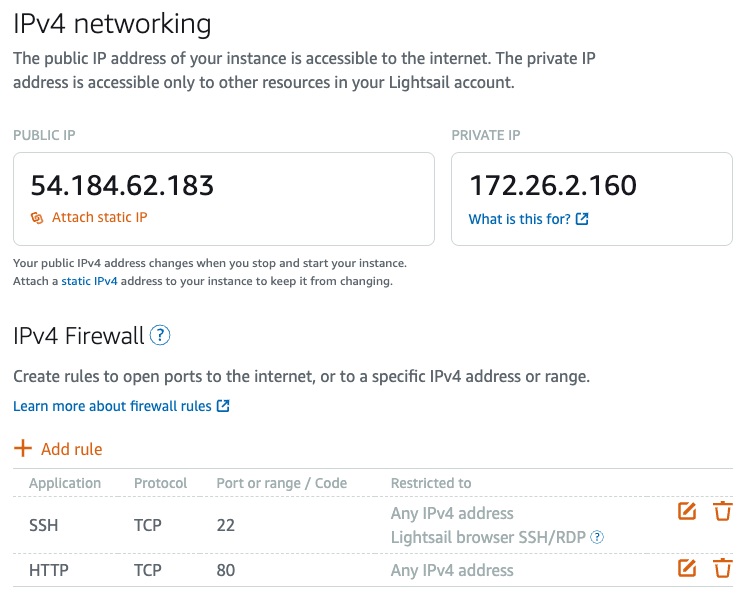 IPv4 networking
The public IP address of your instance is accessible to the internet. The private IP
address is accessible only to other resources in your Lightsail account.
PUBLIC IP
54.184.62.183
Attach static IP
PRIVATE IP
172.26.2.160
What is this for?
Your public IPv4 address changes when you stop and start your instance.
Attach a static IPv4 address to your instance to keep it from changing.
IPv4 Firewall ?
Create rules to open ports to the internet, or to a specific IPv4 address or range.
Learn more about firewall rules
+ Add rule
Application Protocol Port or range / Code Restricted to
SSH TCP 22 Any IPv4 address
Lightsail browser SSH/RDP ?
HTTP TCP 80 Any IPv4 address